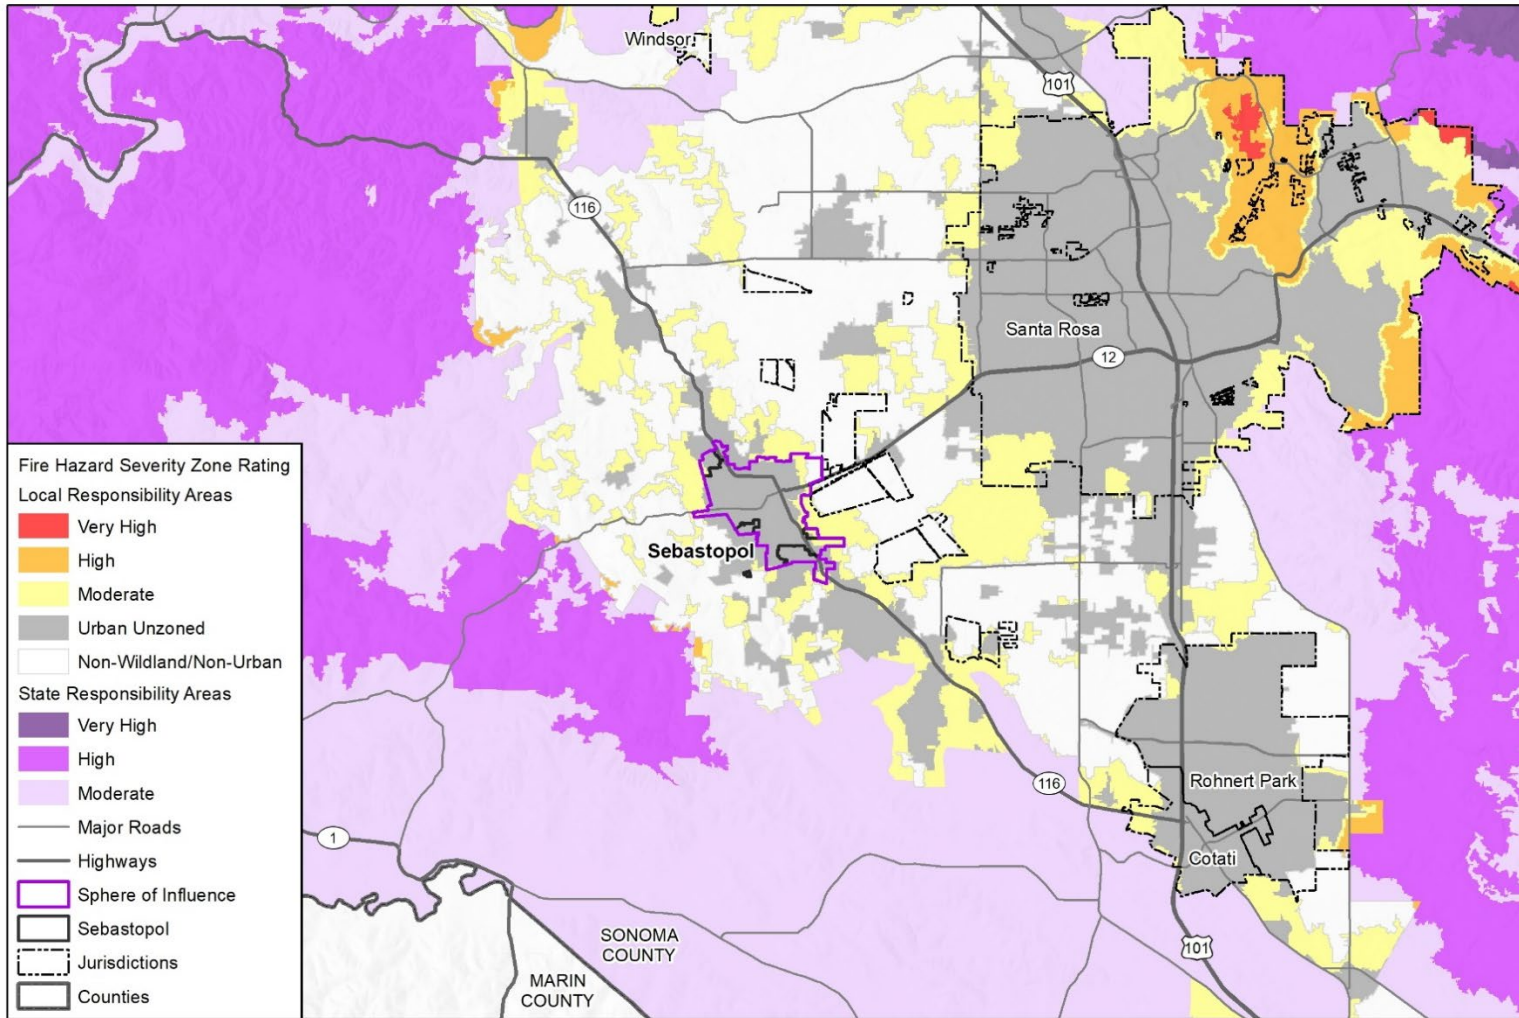 Windsor
101
116
Santa Rosa
12
Fire Hazard Severity Zone Rating
Local Responsibility Areas
Very High
High
Moderate
Urban Unzoned
Non-Wildland/Non-Urban
State Responsibility Areas
Very High
High
Moderate
Major Roads
Highways
Sphere of Influence
Sebastopol
Jurisdictions
Counties
Sebastopol
116
Rohnert Park
1
Cotati
SONOMA
COUNTY
101
MARIN
COUNTY